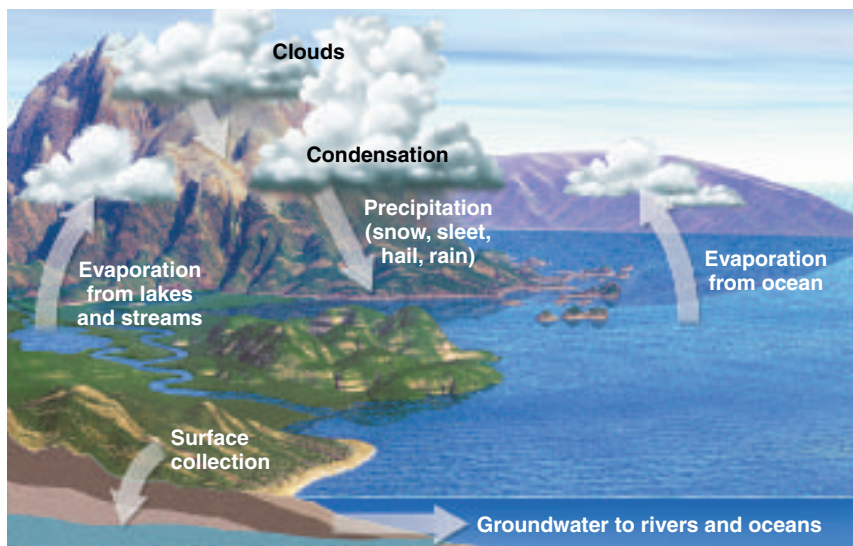 Clouds
Condensation
Precipitation
(snow, sleet,
hail, rain)
Evaporation
from lakes
and streams
Evaporation
from ocean
Surface
collection
Groundwater to rivers and oceans